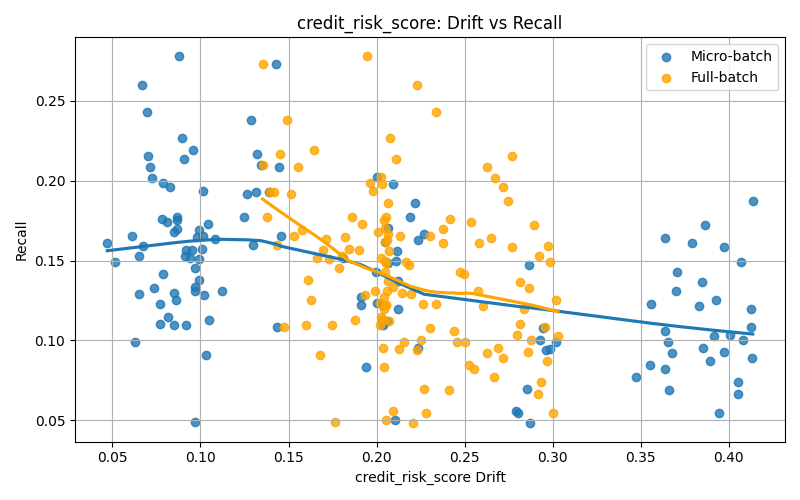 credit_risk_score: Drift vs Recall
Micro-batch
Full-batch
Recall
0.25
0.20
0.15
0.10
0.05
0.05 0.10 0.15 0.20 0.25 0.30 0.35 0.40
credit_risk_score Drift